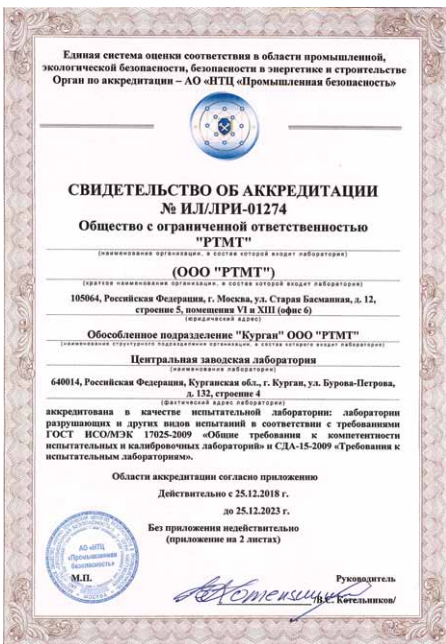 Единая система оценки соответствия в области промышленной,
экологической безопасности, безопасности в энергетике и строительстве
Орган по аккредитации – АО «НТЦ «Промышленная безопасность»
СВИДЕТЕЛЬСТВО ОБ АККРЕДИТАЦИИ
№ ИЛ/ЛРИ-01274
Общество с ограниченной ответственностью
"РТМТ"
(наименование организации, в состав которой входит лаборатория)
(ООО "РТМТ")
(краткое наименование организации, в состав которой входит лаборатория)
105064, Российская Федерация, г. Москва, ул. Старая Басманная, д. 12,
строение 5, помещения VI и XIII (офис 6)
(юридический адрес)
Обособленное подразделение "Курган" ООО "РТМТ"
(наименование структурного подразделения организации, в состав которого входит лаборатория)
Центральная заводская лаборатория
(наименование лаборатории)
640014, Российская Федерация, Курганская обл., г. Курган, ул. Бурова-Петрова,
д. 132, строение 4
(фактический адрес лаборатории)
аккредитована в качестве испытательной лаборатории: лаборатории
разрушающих и других видов испытаний в соответствии с требованиями
ГОСТ ИСО/МЭК 17025-2009 «Общие требования к компетентности
испытательных и калибровочных лабораторий» и СДА-15-2009 «Требования к
испытательным лабораториям».
Области аккредитации согласно приложению
Действительно с 25.12.2018 г.
до 25.12.2023 г.
Без приложения недействительно
(приложение на 2 листах)
АО «НТЦ
«Промышленная
безопасность»
М.П.
Руководитель
/В.С. Котельников/